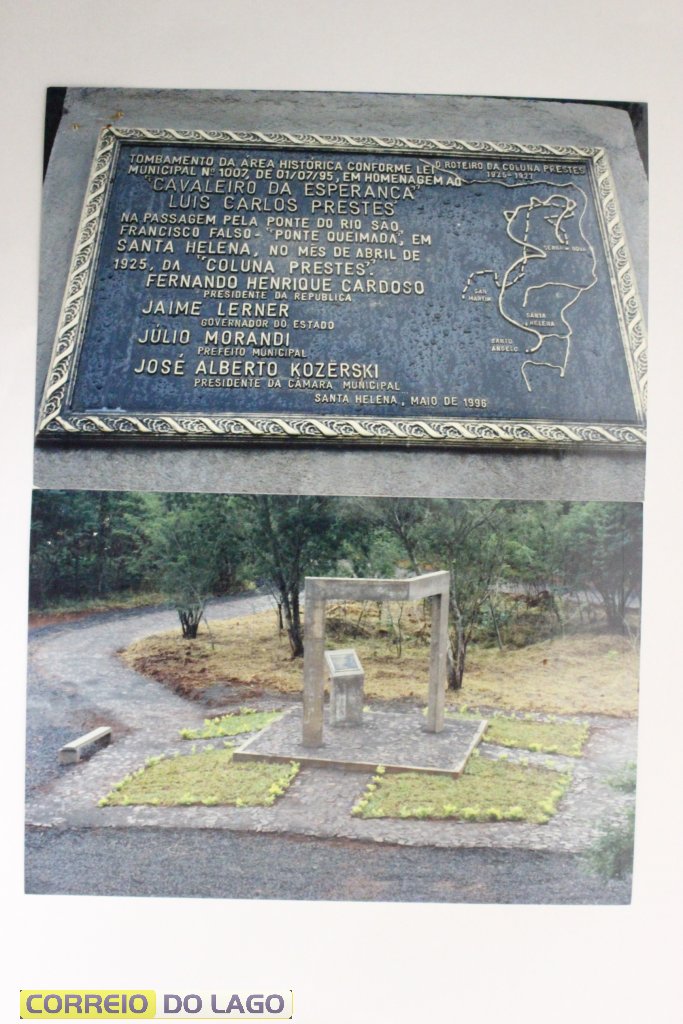 TOMBAMENTO DA ÁREA HISTÓRICA CONFORME LEI
MUNICIPAL Nº 1007, DE 01/07/95, EM HOMENAGEM AO
"CAVALEIRO DA ESPERANÇA"
LUIS CARLOS PRESTES
NA PASSAGEM PELA PONTE DO RIO SÃO
FRANCISCO FALSO - "PONTE QUEIMADA", EM
SANTA HELENA, NO MÊS DE ABRIL DE
1925, DA "COLUNA PRESTES".
FERNANDO HENRIQUE CARDOSO
PRESIDENTE DA REPÚBLICA
JAIME LERNER
GOVERNADOR DO ESTADO
JÚLIO MORANDI
PREFEITO MUNICIPAL
JOSÉ ALBERTO KOZERSKI
PRESIDENTE DA CÂMARA MUNICIPAL
SANTA HELENA, MAIO DE 1996
O ROTEIRO DA COLUNA PRESTES
1925-1927
SAN
MARTIN
SANTA
HELENA
SANTO
ANGELO
CORREIO DO LAGO